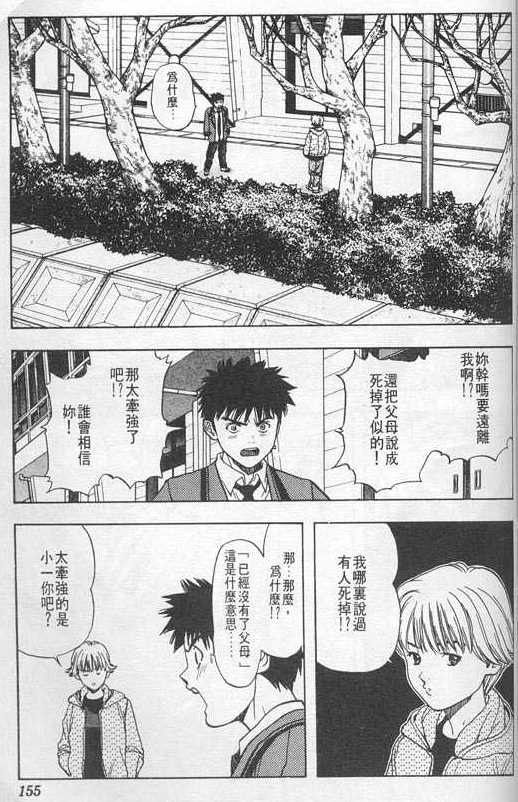 為什麼…
妳幹嗎要遠離
我啊!?
還把父母說成
死掉了似的!
那太牽強了
吧!?
誰會相信
妳!
我哪裏說過
有人死掉!?
那…那麼,
為什麼!?
「已經沒有了父母」
這是什麼意思……
太牽強的是
小一你吧?
155